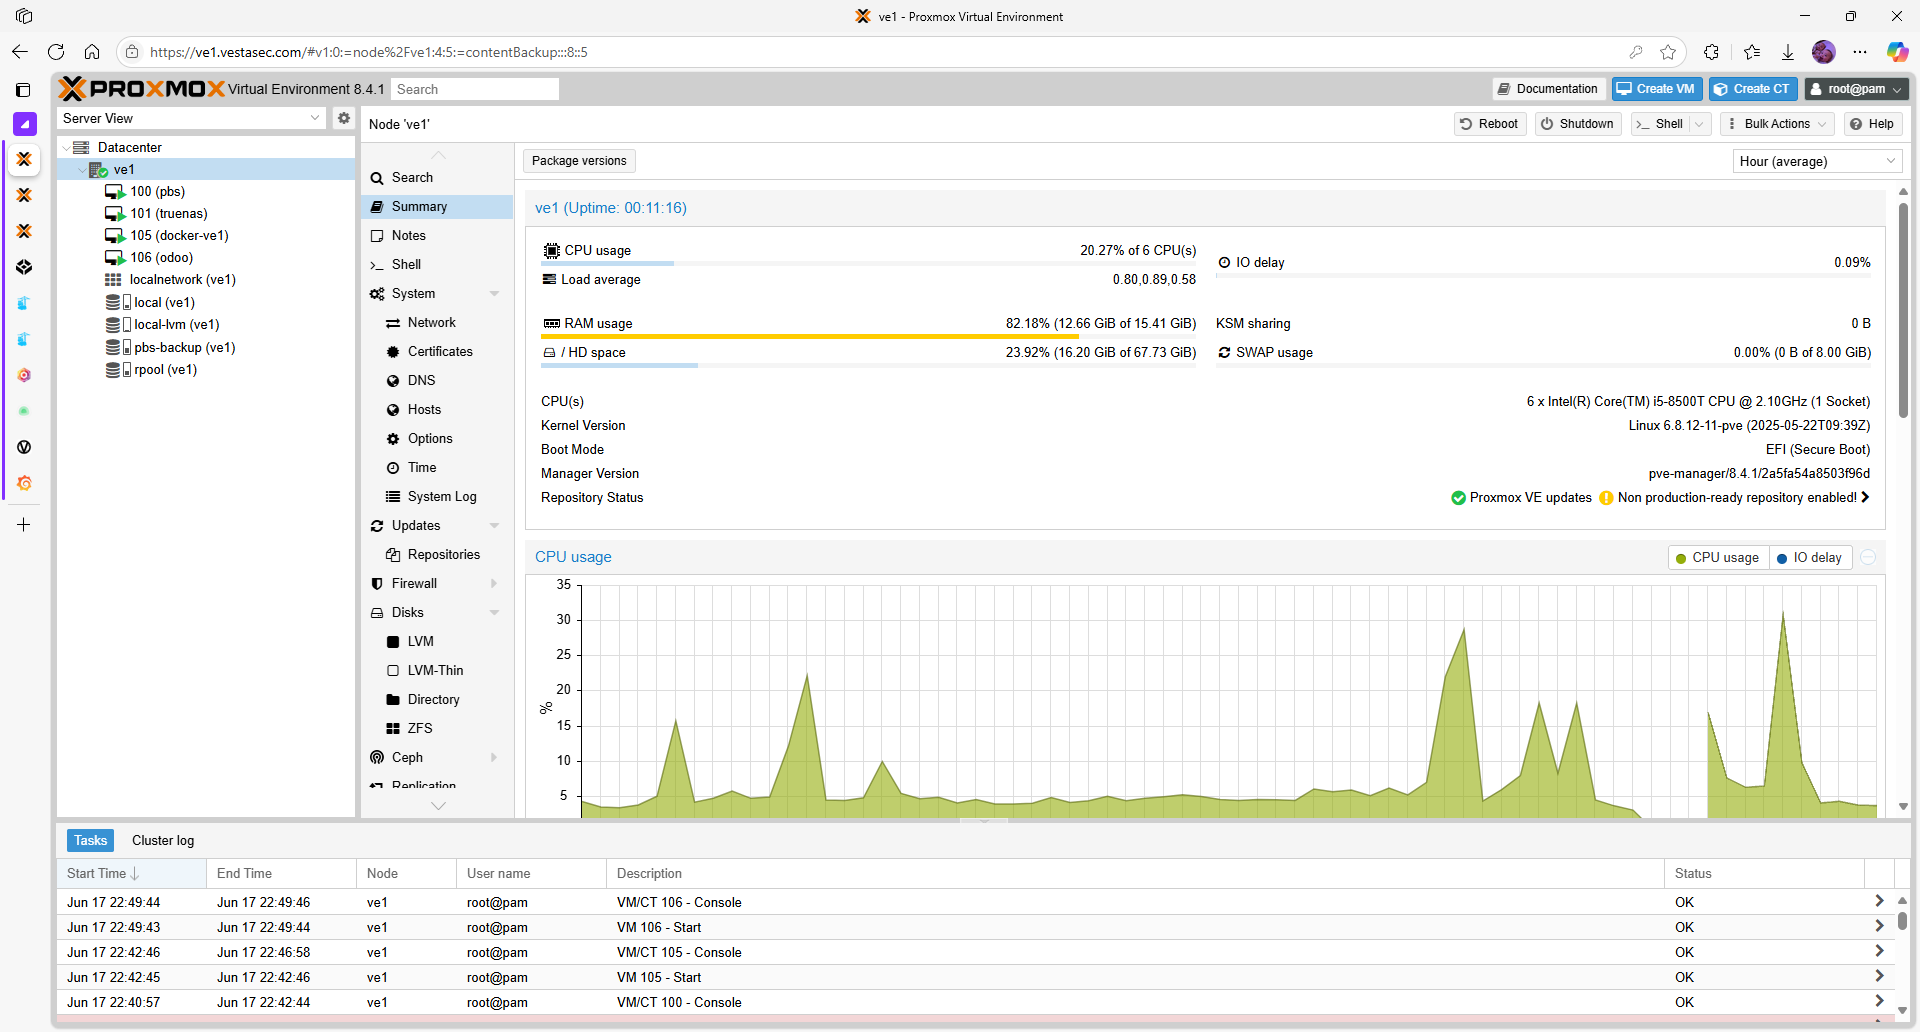 ve1 - Proxmox Virtual Environment
https://ve1.vestasec.com/#v1:0:=node%2Fve1:4:5:=contentBackup:::8::5
PROXMOX Virtual Environment 8.4.1 Search
Documentation Create VM Create CT root@pam
Server View
Node 've1'
Reboot Shutdown Shell Bulk Actions Help
Datacenter
ve1
100 (pbs)
101 (truenas)
105 (docker-ve1)
106 (odoo)
localnetwork (ve1)
local (ve1)
local-lvm (ve1)
pbs-backup (ve1)
rpool (ve1)
Search
Summary
Notes
Shell
System
Network
Certificates
DNS
Hosts
Options
Time
System Log
Updates
Repositories
Firewall
Disks
LVM
LVM-Thin
Directory
ZFS
Ceph
Replication
Package versions
Hour (average)
ve1 (Uptime: 00:11:16)
CPU usage 20.27% of 6 CPU(s)
IO delay 0.09%
Load average 0.80,0.89,0.58
RAM usage 82.18% (12.66 GiB of 15.41 GiB)
KSM sharing 0 B
/ HD space 23.92% (16.20 GiB of 67.73 GiB)
SWAP usage 0.00% (0 B of 8.00 GiB)
CPU(s) 6 x Intel(R) Core(TM) i5-8500T CPU @ 2.10GHz (1 Socket)
Kernel Version Linux 6.8.12-11-pve (2025-05-22T09:39Z)
Boot Mode EFI (Secure Boot)
Manager Version pve-manager/8.4.1/2a5fa54a8503f96d
Repository Status Proxmox VE updates Non production-ready repository enabled!
CPU usage
CPU usage IO delay
35
30
25
20
%
15
10
5
Tasks Cluster log
Start Time End Time Node User name Description Status
Jun 17 22:49:44 Jun 17 22:49:46 ve1 root@pam VM/CT 106 - Console OK
Jun 17 22:49:43 Jun 17 22:49:44 ve1 root@pam VM 106 - Start OK
Jun 17 22:42:46 Jun 17 22:46:58 ve1 root@pam VM/CT 105 - Console OK
Jun 17 22:42:45 Jun 17 22:42:46 ve1 root@pam VM 105 - Start OK
Jun 17 22:40:57 Jun 17 22:42:44 ve1 root@pam VM/CT 100 - Console OK